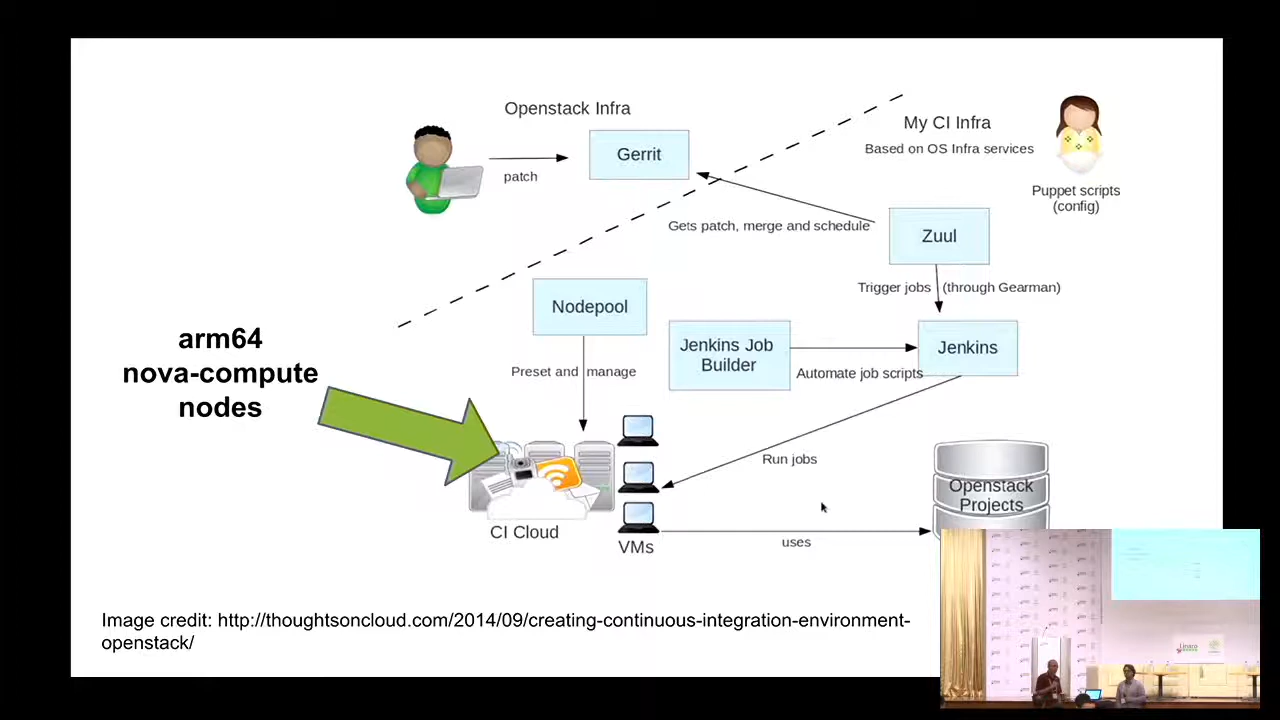 Openstack Infra
Gerrit
patch
My CI Infra
Based on OS Infra services
Puppet scripts
(config)
Gets patch, merge and schedule
Zuul
Trigger jobs (through Gearman)
Nodepool
Jenkins Job
Builder
Jenkins
Automate job scripts
Preset and manage
arm64
nova-compute
nodes
Run jobs
Openstack
Projects
CI Cloud
VMs
uses
Image credit: http://thoughtsoncloud.com/2014/09/creating-continuous-integration-environment-
openstack/
Linaro